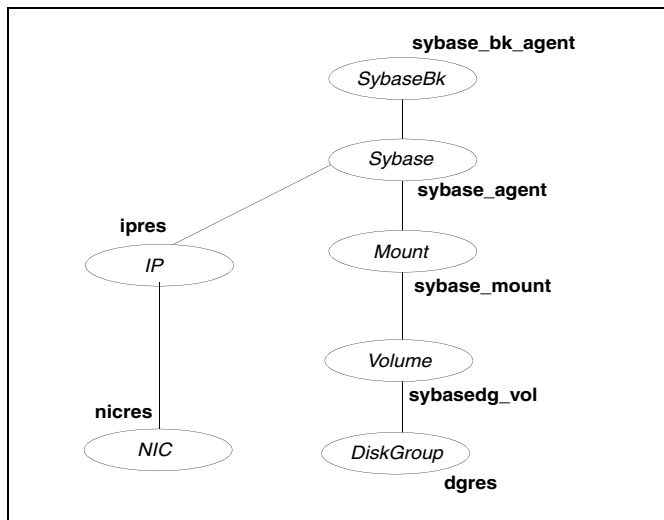 sybase_bk_agent
SybaseBk
Sybase
sybase_agent
ipres
IP
Mount
sybase_mount
Volume
sybasedg_vol
nicres
NIC
DiskGroup
dgres